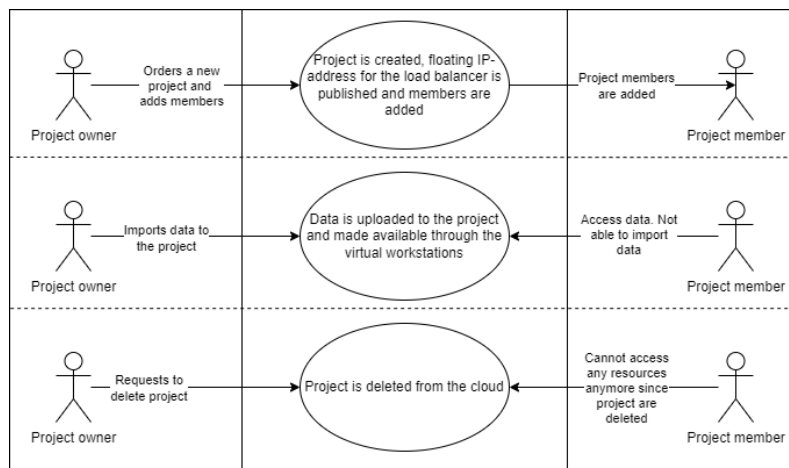 Orders a new
project and
adds members
Project is created, floating IP-
address for the load balancer is
published and members are
added
Project members
are added
Project owner
Project member
Imports data to
the project
Data is uploaded to the project
and made available through the
virtual workstations
Access data. Not
able to import
data
Project owner
Project member
Requests to
delete project
Project is deleted from the cloud
Cannot access
any resources
anymore since
project are
deleted
Project owner
Project member